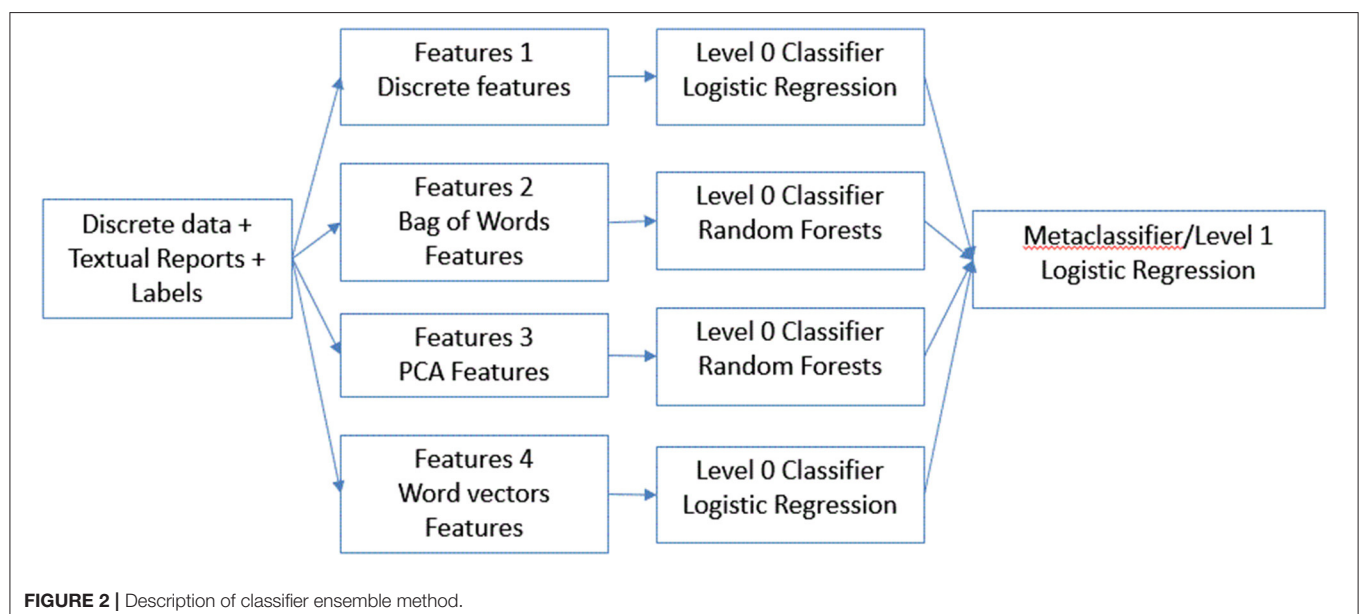 Discrete data +
Textual Reports +
Labels
Features 1
Discrete features
Level 0 Classifier
Logistic Regression
Features 2
Bag of Words
Features
Level 0 Classifier
Random Forests
Features 3
PCA Features
Level 0 Classifier
Random Forests
Features 4
Word vectors
Features
Level 0 Classifier
Logistic Regression
Metaclassifier/Level 1
Logistic Regression
FIGURE 2 | Description of classifier ensemble method.